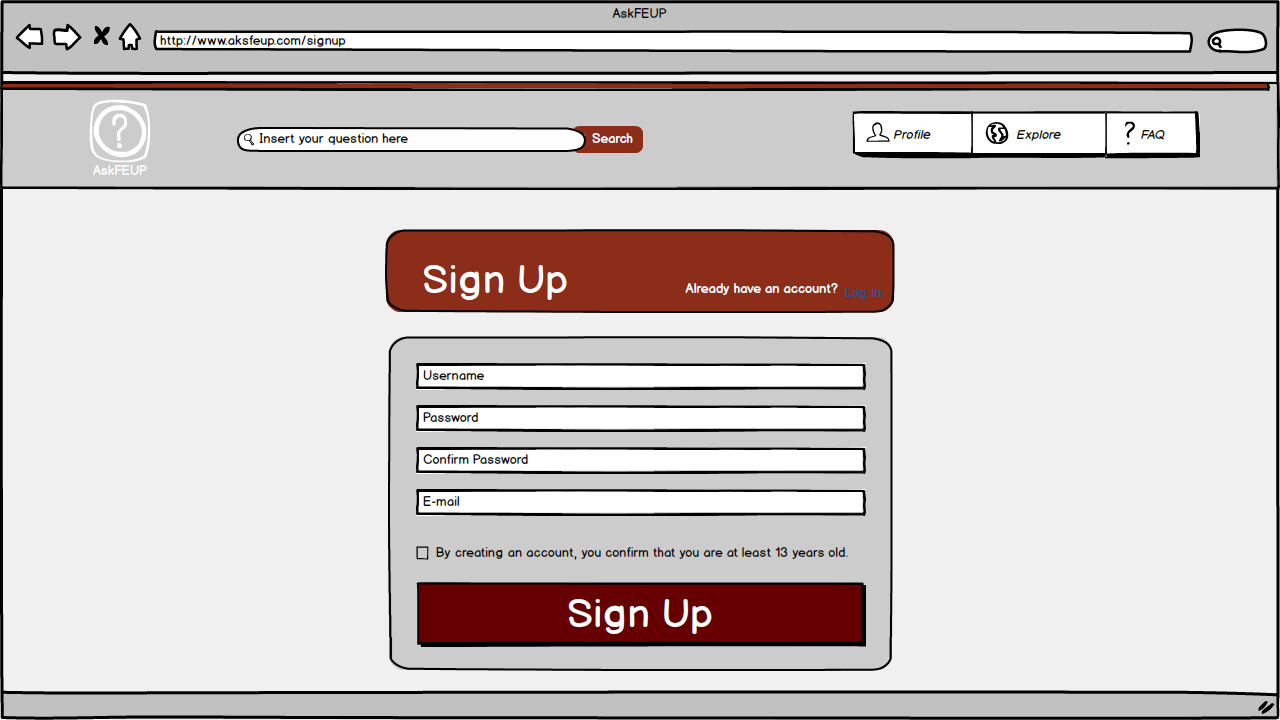 AskFEUP
http://www.aksfeup.com/signup
AskFEUP
Insert your question here
Search
Profile
Explore
FAQ
Sign Up
Already have an account? Log in
Username
Password
Confirm Password
E-mail
By creating an account, you confirm that you are at least 13 years old.
Sign Up